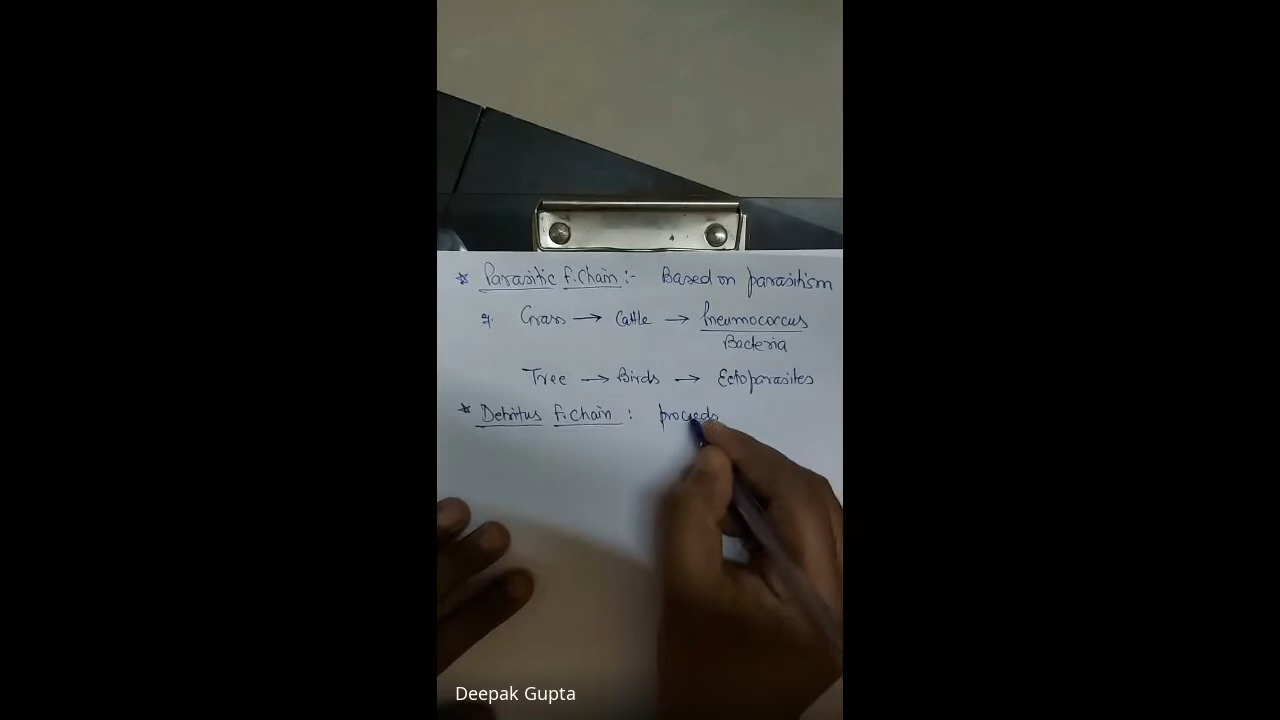 * Parasitic f. Chain :- Based on parasitism
eg. Grass → Cattle → Pneumococcus
Bacteria
Tree → Birds → Ectoparasites
* Detritus f. Chain : proceeds
Deepak Gupta